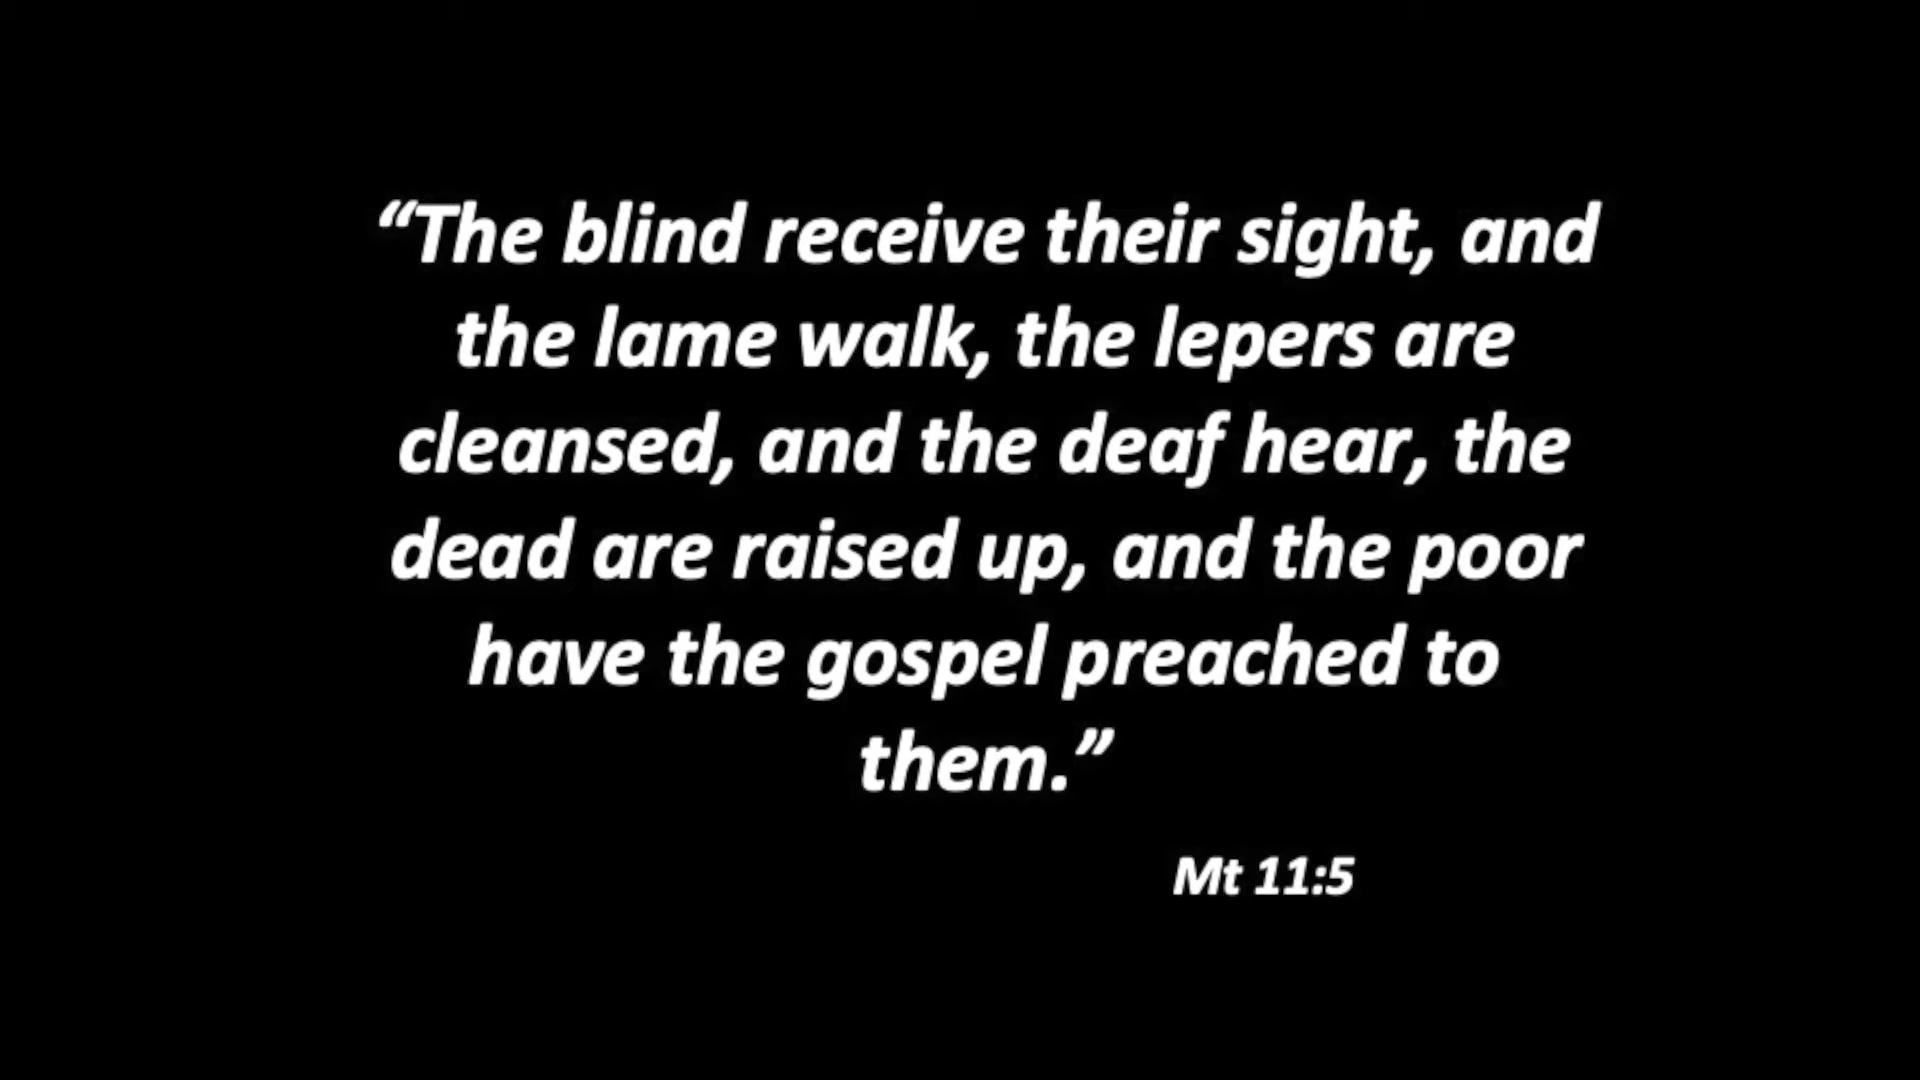 “The blind receive their sight, and
the lame walk, the lepers are
cleansed, and the deaf hear, the
dead are raised up, and the poor
have the gospel preached to
them.”
Mt 11:5